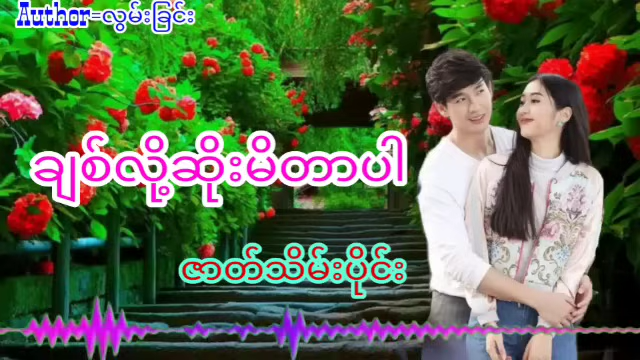 Author=လွမ်းခြင်း
ချစ်လို့ဆိုးမိတာပါ
ဇာတ်သိမ်းပိုင်း